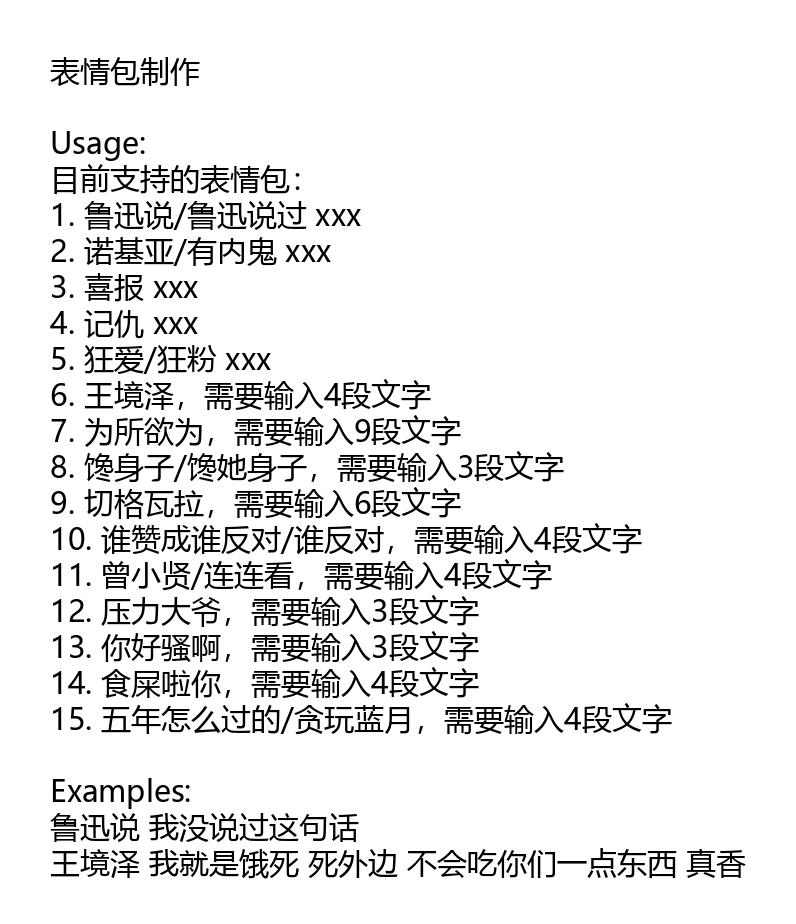 表情包制作
Usage:
目前支持的表情包：
1. 鲁迅说/鲁迅说过 xxx
2. 诺基亚/有内鬼 xxx
3. 喜报 xxx
4. 记仇 xxx
5. 狂爱/狂粉 xxx
6. 王境泽，需要输入4段文字
7. 为所欲为，需要输入9段文字
8. 馋身子/馋她身子，需要输入3段文字
9. 切格瓦拉，需要输入6段文字
10. 谁赞成谁反对/谁反对，需要输入4段文字
11. 曾小贤/连连看，需要输入4段文字
12. 压力大爷，需要输入3段文字
13. 你好骚啊，需要输入3段文字
14. 食屎啦你，需要输入4段文字
15. 五年怎么过的/贪玩蓝月，需要输入4段文字
Examples:
鲁迅说 我没说过这句话
王境泽 我就是饿死 死外边 不会吃你们一点东西 真香